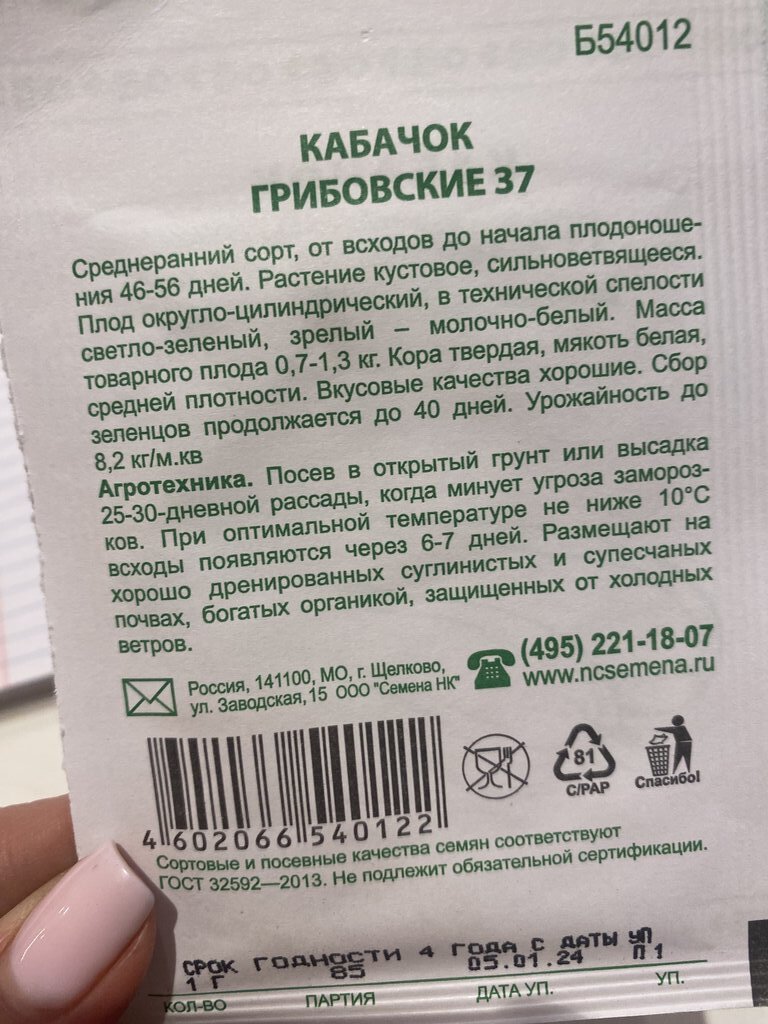 Б54012
КАБАЧОК
ГРИБОВСКИЕ 37
Среднеранний сорт, от всходов до начала плодоноше-
ния 46-56 дней. Растение кустовое, сильноветвящееся.
Плод округло-цилиндрический, в технической спелости
светло-зеленый, зрелый – молочно-белый. Масса
товарного плода 0,7-1,3 кг. Кора твердая, мякоть белая,
средней плотности. Вкусовые качества хорошие. Сбор
зеленцов продолжается до 40 дней. Урожайность до
8,2 кг/м.кв
Агротехника. Посев в открытый грунт или высадка
25-30-дневной рассады, когда минует угроза замороз-
ков. При оптимальной температуре не ниже 10°С
всходы появляются через 6-7 дней. Размещают на
хорошо дренированных суглинистых и супесчаных
почвах, богатых органикой, защищенных от холодных
ветров.
Россия, 141100, МО, г. Щелково,
ул. Заводская,15 ООО "Семена НК"
(495) 221-18-07
www.ncsemena.ru
81
C/PAP
Спасибо!
4 602066 540122
Сортовые и посевные качества семян соответствуют
ГОСТ 32592—2013. Не подлежит обязательной сертификации.
СРОК ГОДНОСТИ 4 ГОДА С ДАТЫ УП
1 Г 85 05.01.24 П 1
КОЛ-ВО ПАРТИЯ ДАТА УП. УП.